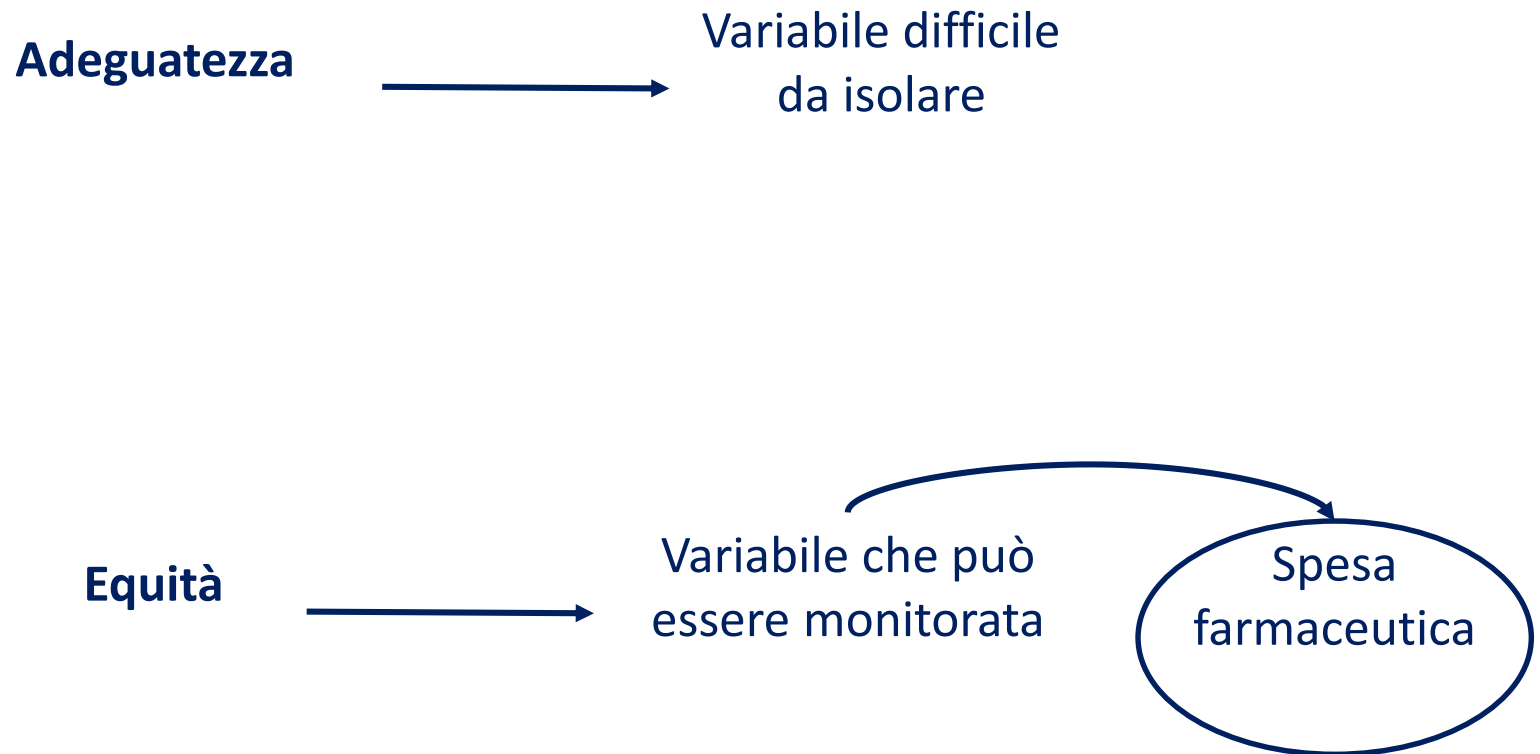 Adeguatezza
Variabile difficile
da isolare
Equità
Variabile che può
essere monitorata
Spesa
farmaceutica